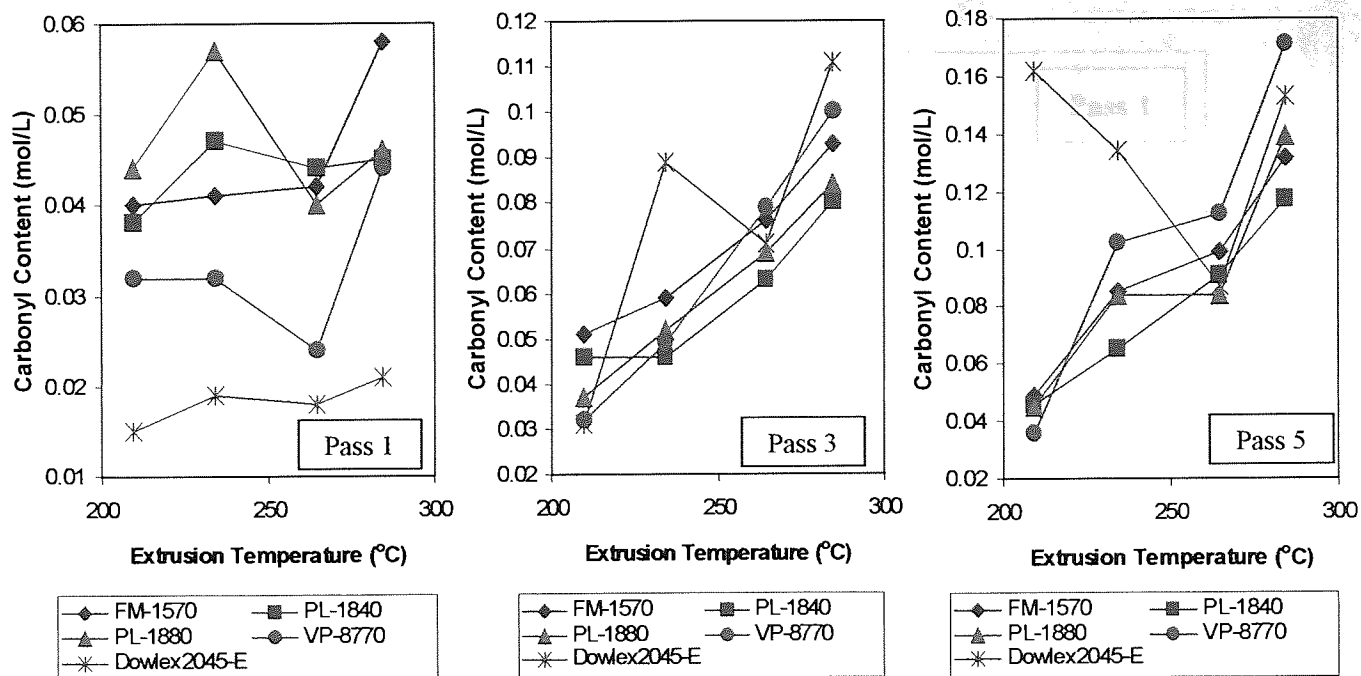 0.06
0.05
0.04
0.03
0.02
0.01
Carbonyl Content (mol/L)
Pass 1
200
250
300
Extrusion Temperature (°C)
FM-1570
PL-1840
PL-1880
VP-8770
Dowlex2045-E
0.12
0.11
0.1
0.09
0.08
0.07
0.06
0.05
0.04
0.03
0.02
Carbonyl Content (mol/L)
Pass 3
200
250
300
Extrusion Temperature (°C)
FM-1570
PL-1840
PL-1880
VP-8770
Dowlex2045-E
0.18
0.16
0.14
0.12
0.1
0.08
0.06
0.04
0.02
Carbonyl Content (mol/L)
Pass 1
Pass 5
200
250
300
Extrusion Temperature (°C)
FM-1570
PL-1840
PL-1880
VP-8770
Dowlex2045-E